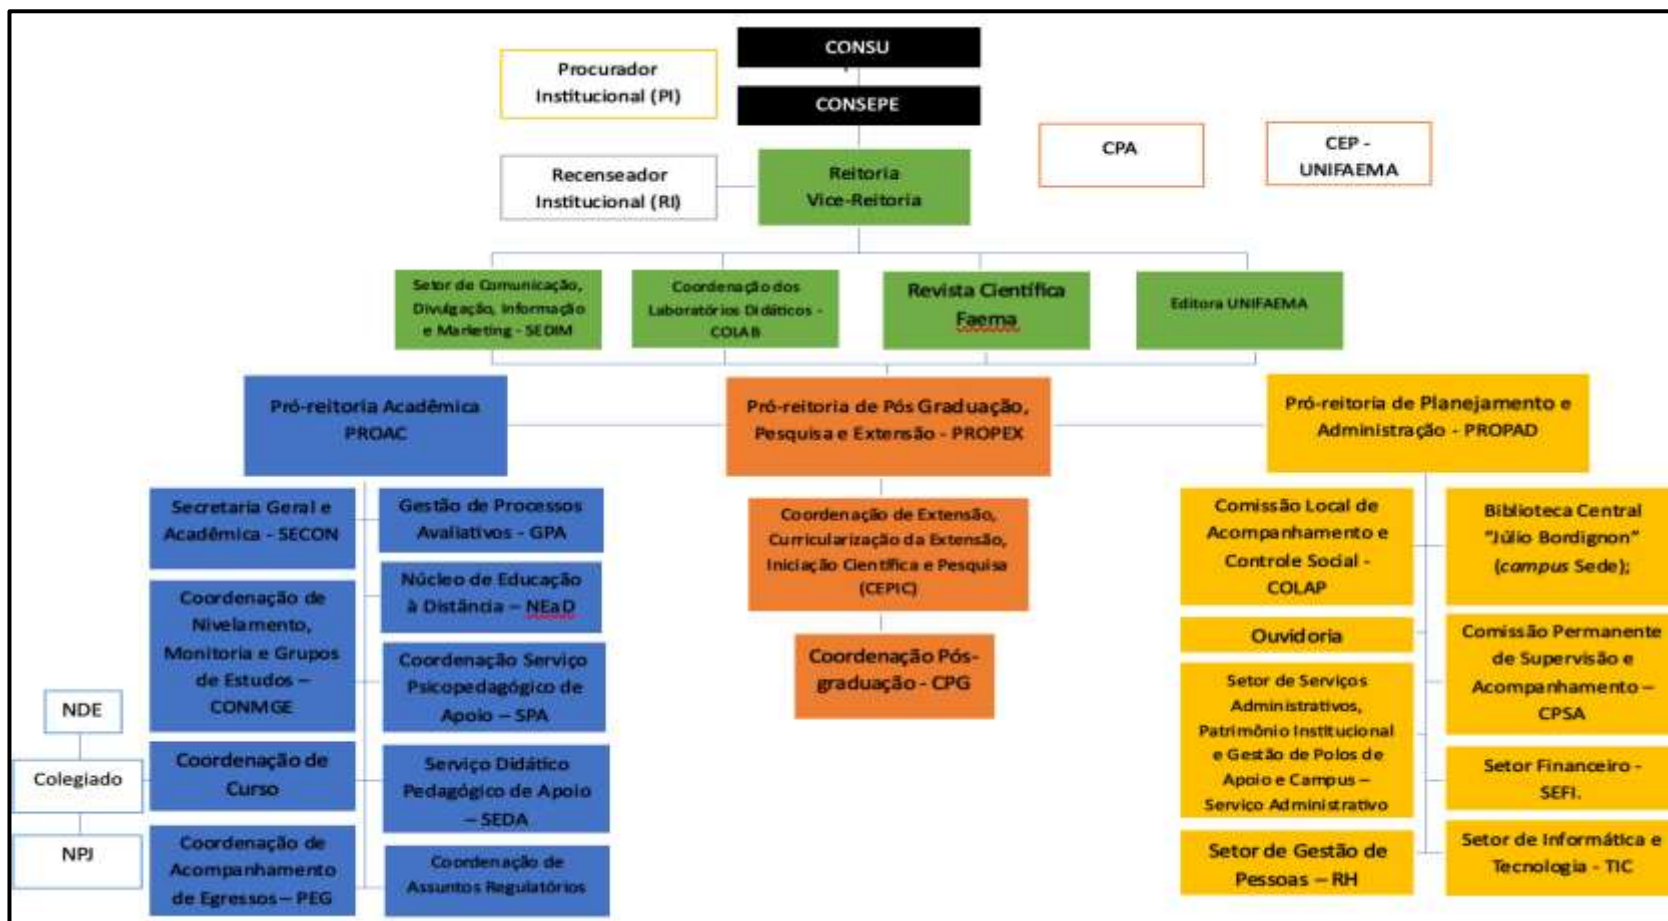 CONSU
Procurador
Institucional (PI)
CONSEPE
CPA
CEP -
UNIFAEMA
Recenseador
Institucional (RI)
Reitoria
Vice-Reitoria
Setor de Comunicação,
Divulgação, Informação
e Marketing - SEDIM
Coordenação dos
Laboratórios Didáticos -
COLAB
Revista Científica
Faema
Editora UNIFAEMA
Pró-reitoria Acadêmica
PROAC
Pró-reitoria de Pós Graduação,
Pesquisa e Extensão - PROPEX
Pró-reitoria de Planejamento e
Administração - PROPAD
Secretaria Geral e
Acadêmica - SECON
Gestão de Processos
Avaliativos - GPA
Coordenação de
Nivelamento,
Monitoria e Grupos
de Estudos –
CONMGE
Núcleo de Educação
à Distância – NEaD
Coordenação Serviço
Psicopedagógico de
Apoio – SPA
NDE
Colegiado
NPJ
Coordenação de
Curso
Serviço Didático
Pedagógico de Apoio
– SEDA
Coordenação de
Acompanhamento
de Egressos – PEG
Coordenação de
Assuntos Regulatórios
Coordenação de Extensão,
Curricularização da Extensão,
Iniciação Científica e Pesquisa
(CEPIC)
Coordenação Pós-
graduação - CPG
Comissão Local de
Acompanhamento e
Controle Social -
COLAP
Biblioteca Central
"Júlio Bordignon"
(campus Sede);
Ouvidoria
Comissão Permanente
de Supervisão e
Acompanhamento –
CPSA
Setor de Serviços
Administrativos,
Patrimônio Institucional
e Gestão de Polos de
Apoio e Campus –
Serviço Administrativo
Setor Financeiro -
SEFI.
Setor de Gestão de
Pessoas – RH
Setor de Informática e
Tecnologia - TIC